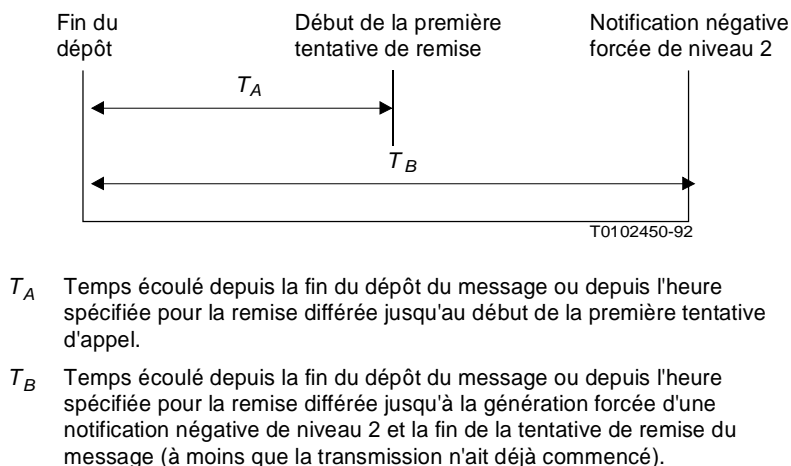 Fin du
dépôt
Début de la première
tentative de remise
Notification négative
forcée de niveau 2
T_A
T_B
T0102450-92
T_A Temps écoulé depuis la fin du dépôt du message ou depuis l'heure
spécifiée pour la remise différée jusqu'au début de la première tentative
d'appel.
T_B Temps écoulé depuis la fin du dépôt du message ou depuis l'heure
spécifiée pour la remise différée jusqu'à la génération forcée d'une
notification négative de niveau 2 et la fin de la tentative de remise du
message (à moins que la transmission n'ait déjà commencé).